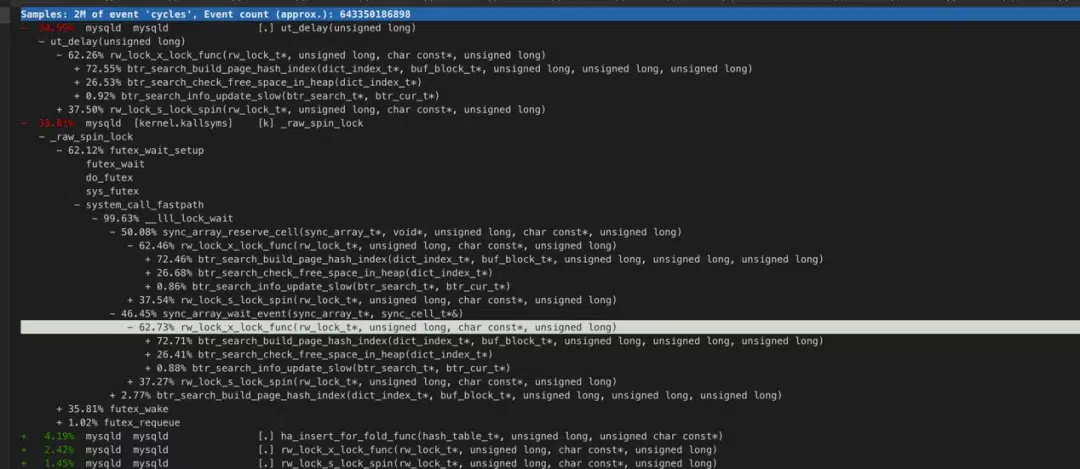 Samples: 2M of event 'cycles', Event count (approx.): 643350186898
- 34.99% mysqld mysqld [.] ut_delay(unsigned long)
- ut_delay(unsigned long)
- 62.26% rw_lock_x_lock_func(rw_lock_t*, unsigned long, char const*, unsigned long)
+ 72.55% btr_search_build_page_hash_index(dict_index_t*, buf_block_t*, unsigned long, unsigned long, unsigned long)
+ 26.53% btr_search_check_free_space_in_heap(dict_index_t*)
+ 0.92% btr_search_info_update_slow(btr_search_t*, btr_cur_t*)
+ 37.50% rw_lock_s_lock_spin(rw_lock_t*, unsigned long, char const*, unsigned long)
- 35.01% mysqld [kernel.kallsyms] [k] _raw_spin_lock
- _raw_spin_lock
- 62.12% futex_wait_setup
futex_wait
do_futex
sys_futex
- system_call_fastpath
- 99.63% __lll_lock_wait
- 50.08% sync_array_reserve_cell(sync_array_t*, void*, unsigned long, char const*, unsigned long)
- 62.46% rw_lock_x_lock_func(rw_lock_t*, unsigned long, char const*, unsigned long)
+ 72.46% btr_search_build_page_hash_index(dict_index_t*, buf_block_t*, unsigned long, unsigned long, unsigned long)
+ 26.68% btr_search_check_free_space_in_heap(dict_index_t*)
+ 0.86% btr_search_info_update_slow(btr_search_t*, btr_cur_t*)
+ 37.54% rw_lock_s_lock_spin(rw_lock_t*, unsigned long, char const*, unsigned long)
- 46.45% sync_array_wait_event(sync_array_t*, sync_cell_t*&)
- 62.73% rw_lock_x_lock_func(rw_lock_t*, unsigned long, char const*, unsigned long)
+ 72.71% btr_search_build_page_hash_index(dict_index_t*, buf_block_t*, unsigned long, unsigned long, unsigned long)
+ 26.41% btr_search_check_free_space_in_heap(dict_index_t*)
+ 0.88% btr_search_info_update_slow(btr_search_t*, btr_cur_t*)
+ 37.27% rw_lock_s_lock_spin(rw_lock_t*, unsigned long, char const*, unsigned long)
+ 2.77% btr_search_build_page_hash_index(dict_index_t*, buf_block_t*, unsigned long, unsigned long, unsigned long)
+ 35.81% futex_wake
+ 1.02% futex_requeue
+ 4.19% mysqld mysqld [.] ha_insert_for_fold_func(hash_table_t*, unsigned long, unsigned char const*)
+ 2.42% mysqld mysqld [.] rw_lock_x_lock_func(rw_lock_t*, unsigned long, char const*, unsigned long)
+ 1.45% mysqld mysqld [.] rw_lock_s_lock_spin(rw_lock_t*, unsigned long, char const*, unsigned long)